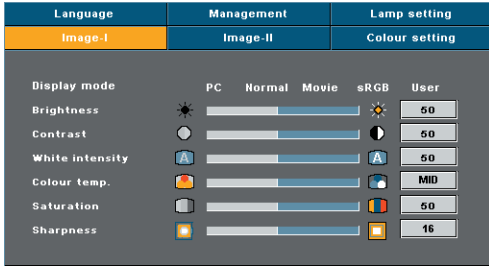 Language Management Lamp setting
Image-I Image-II Colour setting
Display mode PC Normal Movie sRGB User
Brightness 50
Contrast 50
White intensity A A 50
Colour temp. MID
Saturation 50
Sharpness 16